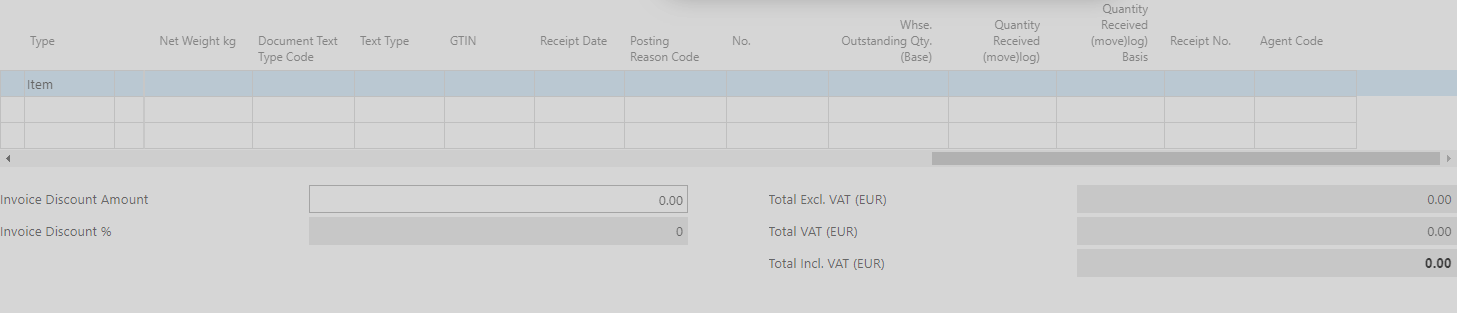 Type
Net Weight kg
Document Text
Type Code
Text Type
GTIN
Receipt Date
Posting
Reason Code
No.
Whse.
Outstanding Qty.
(Base)
Quantity
Received
(move)log)
Quantity
Received
(move)log)
Basis
Receipt No.
Agent Code
Item
Invoice Discount Amount
0.00
Total Excl. VAT (EUR)
0.00
Invoice Discount %
0
Total VAT (EUR)
0.00
Total Incl. VAT (EUR)
0.00